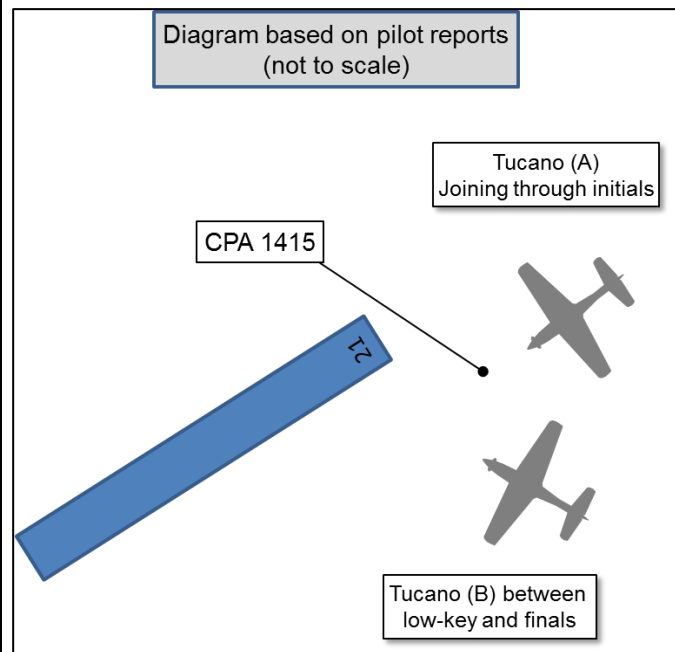 Diagram based on pilot reports
(not to scale)
Tucano (A)
Joining through initials
CPA 1415
21
Tucano (B) between
low-key and finals